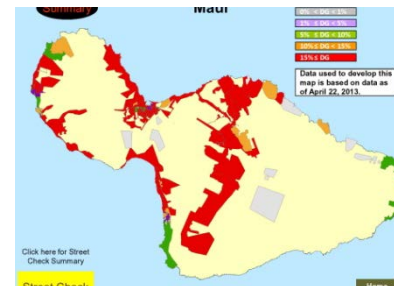 Summary
Maui
0% < DG < 1%
1% ≤ DG < 5%
5% ≤ DG < 10%
10% ≤ DG < 15%
15% ≤ DG
Data used to develop this
map is based on data as
of April 22, 2013.
Click here for Street
Check Summary
Street Check
Home